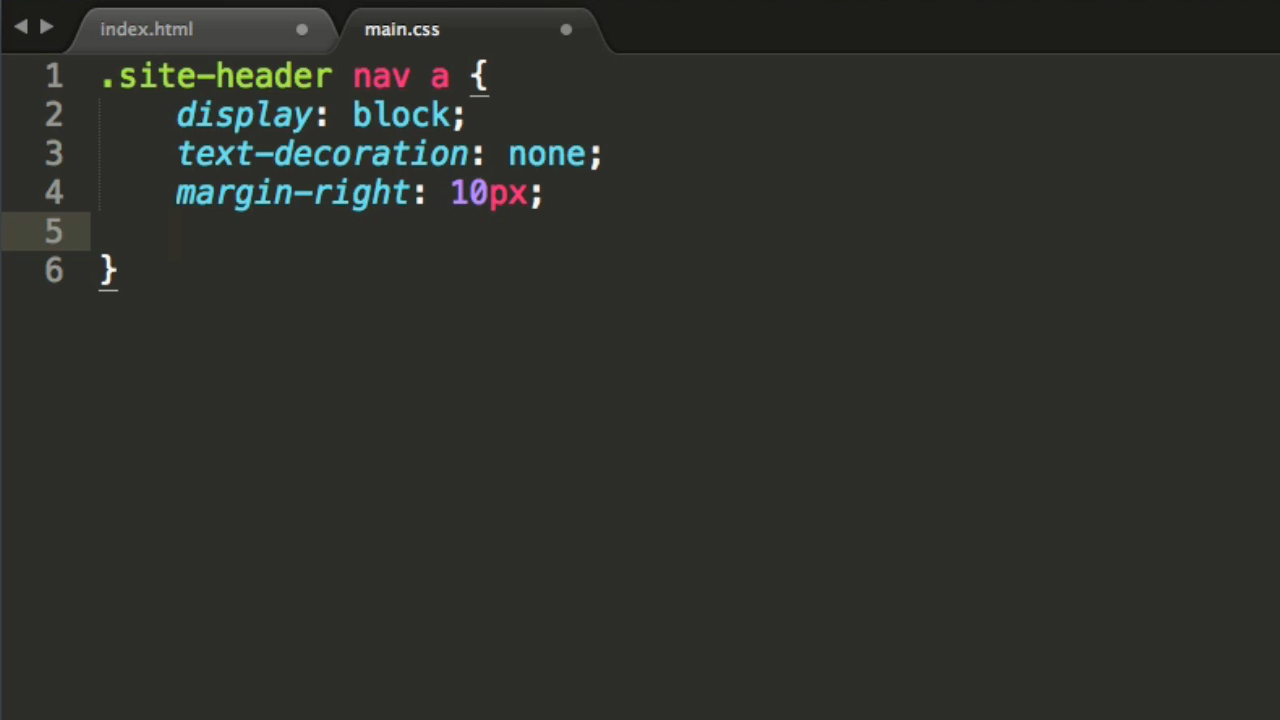 index.html main.css
1 .site-header nav a {
2 display: block;
3 text-decoration: none;
4 margin-right: 10px;
5
6 }